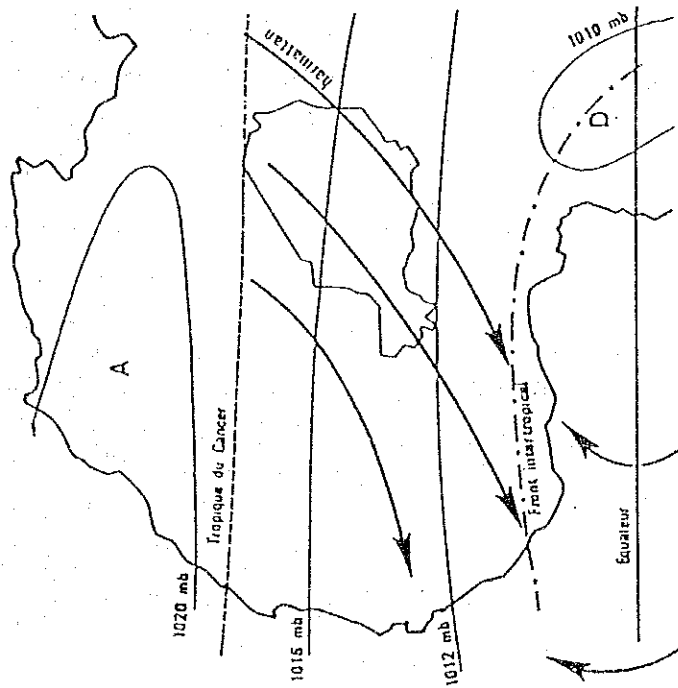 harmattan
1010 mb
D
A
Tropique du Cancer
Front intertropical
1020 mb
Equateur
1015 mb
1012 mb